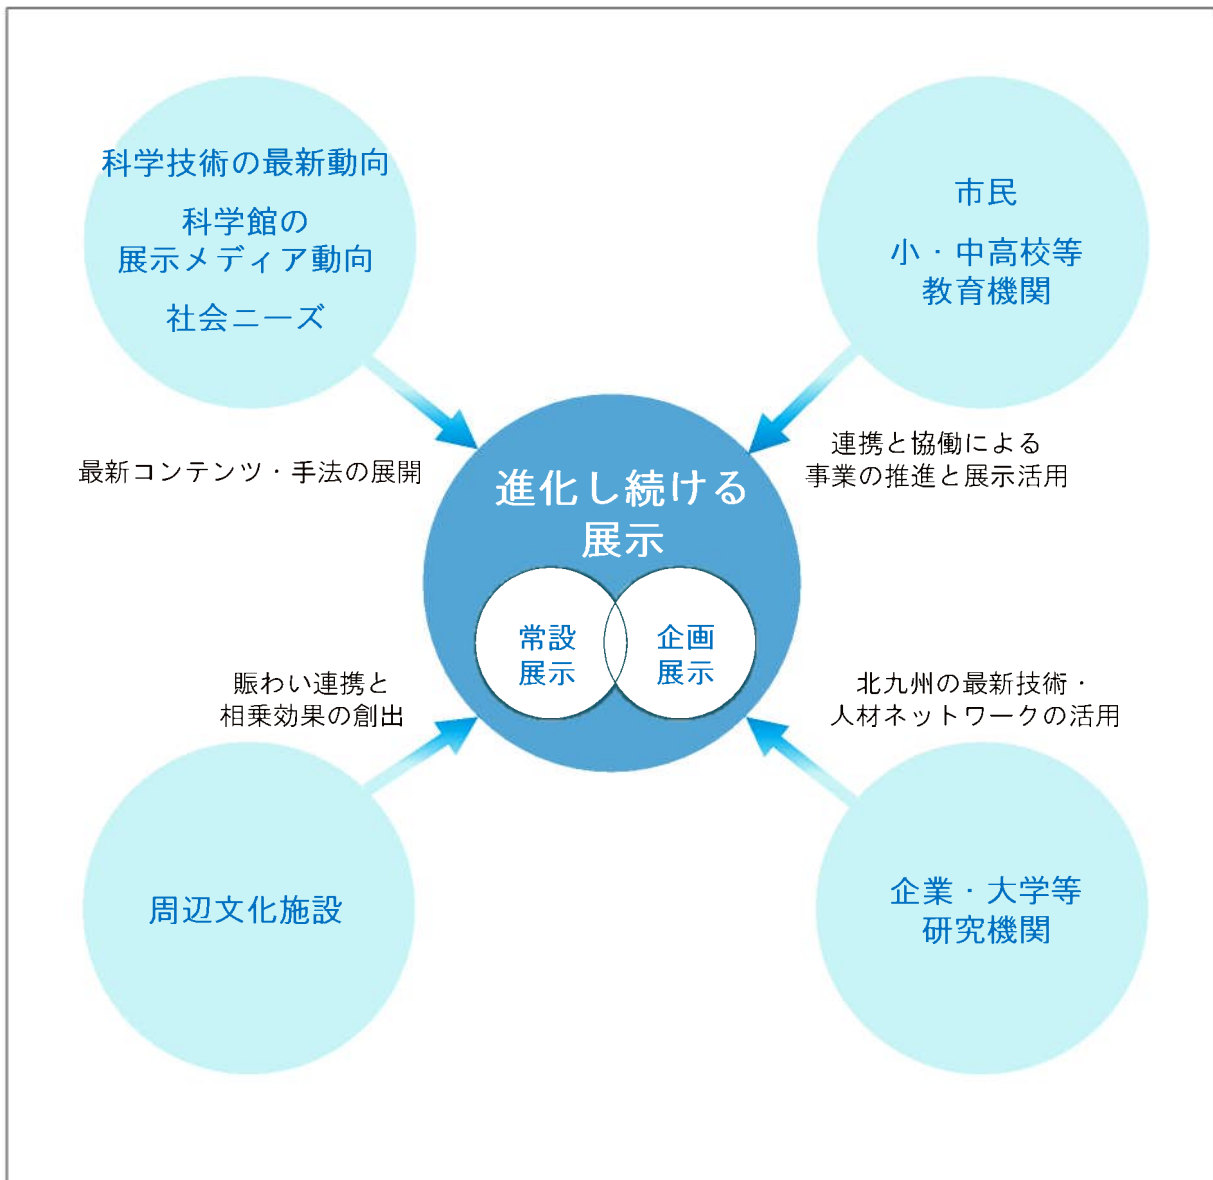 科学技術の最新動向
科学館の
展示メディア動向
社会ニーズ
市民
小・中高校等
教育機関
最新コンテンツ・手法の展開
連携と協働による
事業の推進と展示活用
進化し続ける
展示
常設
展示
企画
展示
賑わい連携と
相乗効果の創出
北九州の最新技術・
人材ネットワークの活用
周辺文化施設
企業・大学等
研究機関